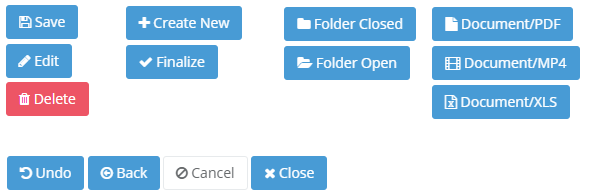 Save
Create New
Folder Closed
Document/PDF
Edit
Finalize
Folder Open
Document/MP4
Delete
Document/XLS
Undo
Back
Cancel
Close